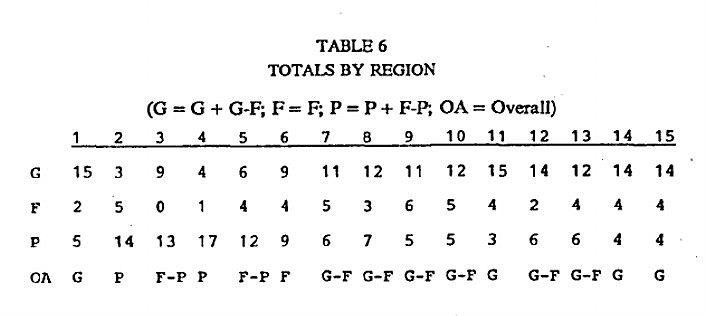 TABLE 6
TOTALS BY REGION
(G = G + G-F; F = F; P = P + F-P; OA = Overall)
1 2 3 4 5 6 7 8 9 10 11 12 13 14 15
G 15 3 9 4 6 9 11 12 11 12 15 14 12 14 14
F 2 5 0 1 4 4 5 3 6 5 4 2 4 4 4
P 5 14 13 17 12 9 6 7 5 5 3 6 6 4 4
OA G P F-P P F-P F G-F G-F G-F G-F G G-F G-F G G